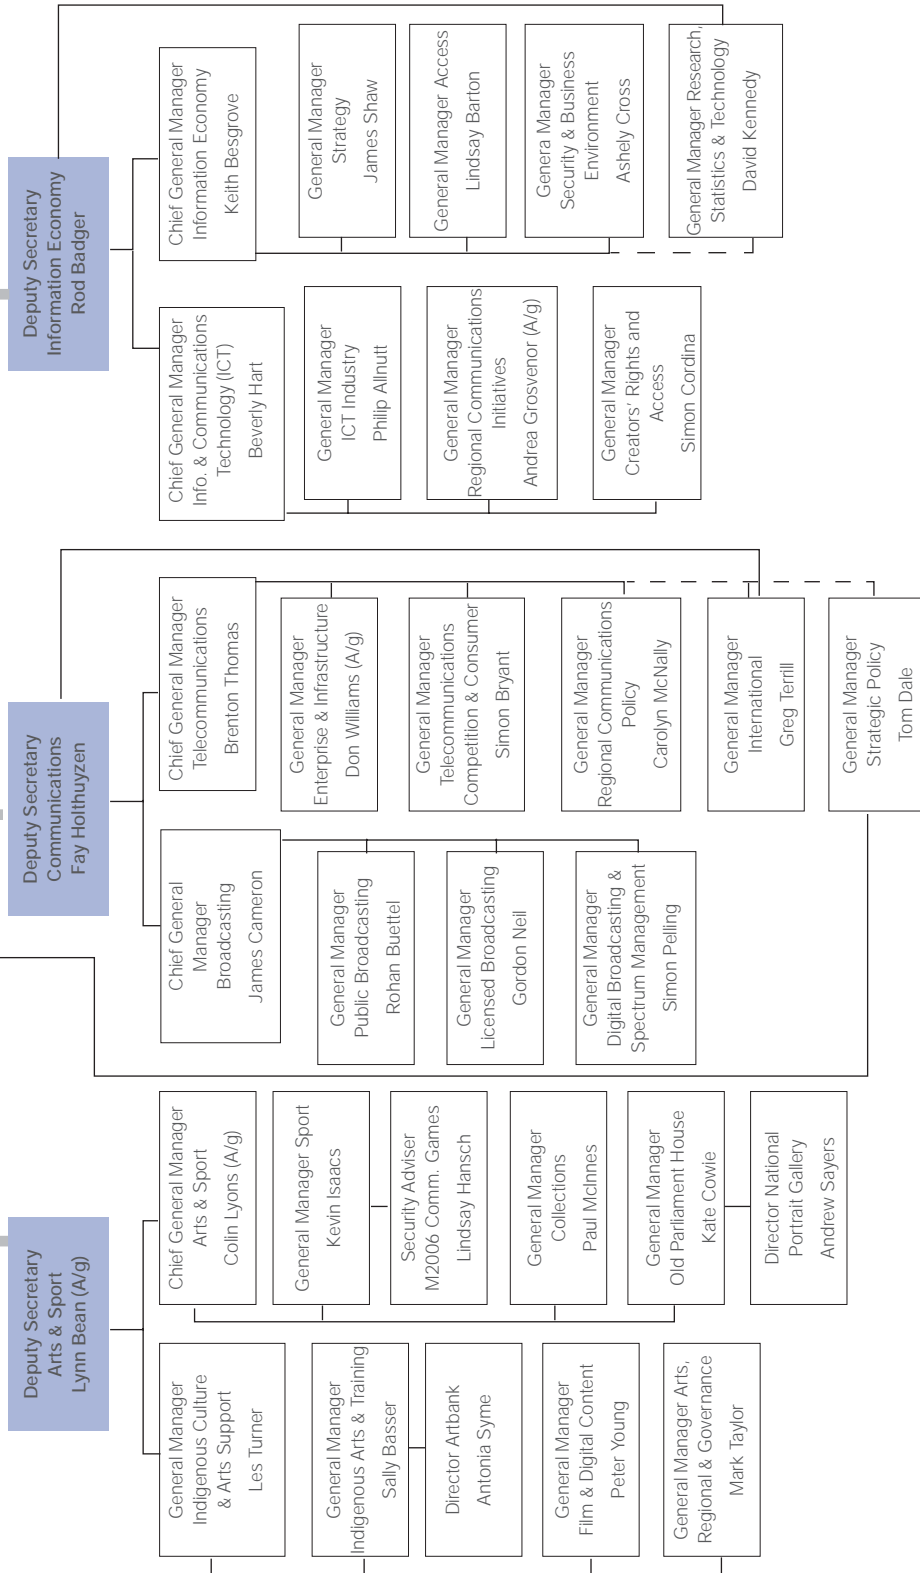 Deputy Secretary
Arts & Sport
Lynn Bean (A/g)
General Manager
Indigenous Culture
& Arts Support
Les Turner
General Manager
Indigenous Arts & Training
Sally Basser
Director Artbank
Antonia Syme
General Manager
Film & Digital Content
Peter Young
General Manager Arts,
Regional & Governance
Mark Taylor
Chief General Manager
Arts & Sport
Colin Lyons (A/g)
General Manager Sport
Kevin Isaacs
Security Adviser
M2006 Comm. Games
Lindsay Hansch
General Manager
Collections
Paul McInnes
General Manager
Old Parliament House
Kate Cowie
Director National
Portrait Gallery
Andrew Sayers
Deputy Secretary
Communications
Fay Holthuyzen
Chief General
Manager
Broadcasting
James Cameron
General Manager
Public Broadcasting
Rohan Buettel
General Manager
Licensed Broadcasting
Gordon Neil
General Manager
Digital Broadcasting &
Spectrum Management
Simon Pelling
Chief General Manager
Telecommunications
Brenton Thomas
General Manager
Enterprise & Infrastructure
Don Williams (A/g)
General Manager
Telecommunications
Competition & Consumer
Simon Bryant
General Manager
Regional Communications
Policy
Carolyn McNally
General Manager
International
Greg Terrill
General Manager
Strategic Policy
Tom Dale
Deputy Secretary
Information Economy
Rod Badger
Chief General Manager
Info. & Communications
Technology (ICT)
Beverly Hart
General Manager
ICT Industry
Philip Allnutt
General Manager
Regional Communications
Initiatives
Andrea Grosvenor (A/g)
General Manager
Creators' Rights and
Access
Simon Cordina
Chief General Manager
Information Economy
Keith Besgrove
General Manager
Strategy
James Shaw
General Manager Access
Lindsay Barton
Genera Manager
Security & Business
Environment
Ashely Cross
General Manager Research,
Statistics & Technology
David Kennedy